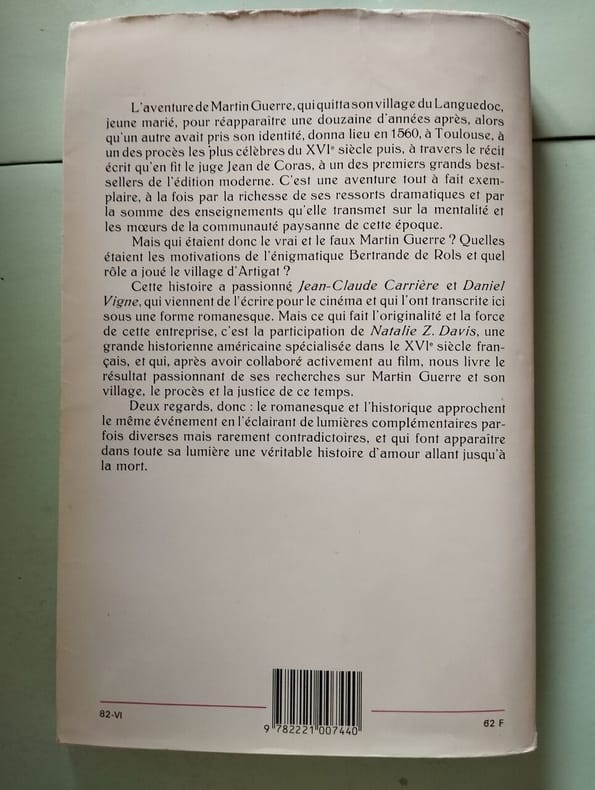 L'aventure de Martin Guerre, qui quitta son village du Languedoc,
jeune marié, pour réapparaître une douzaine d'années après, alors
qu'un autre avait pris son identité, donna lieu en 1560, à Toulouse, à
un des procès les plus célèbres du XVIe siècle puis, à travers le récit
écrit qu'en fit le juge Jean de Coras, à un des premiers grands best-
sellers de l'édition moderne. C'est une aventure tout à fait exem-
plaire, à la fois par la richesse de ses ressorts dramatiques et par
la somme des enseignements qu'elle transmet sur la mentalité et
les mœurs de la communauté paysanne de cette époque.
Mais qui étaient donc le vrai et le faux Martin Guerre ? Quelles
étaient les motivations de l'énigmatique Bertrande de Rols et quel
rôle a joué le village d'Artigat ?
Cette histoire a passionné Jean-Claude Carrière et Daniel
Vigne, qui viennent de l'écrire pour le cinéma et qui l'ont transcrite ici
sous une forme romanesque. Mais ce qui fait l'originalité et la force
de cette entreprise, c'est la participation de Natalie Z. Davis, une
grande historienne américaine spécialisée dans le XVIe siècle fran-
çais, et qui, après avoir collaboré activement au film, nous livre le
résultat passionnant de ses recherches sur Martin Guerre et son
village, le procès et la justice de ce temps.
Deux regards, donc : le romanesque et l'historique approchent
le même événement en l'éclairant de lumières complémentaires par-
fois diverses mais rarement contradictoires, et qui font apparaître
dans toute sa lumière une véritable histoire d'amour allant jusqu'à
la mort.
82-VI
9 782221 007440
62 F